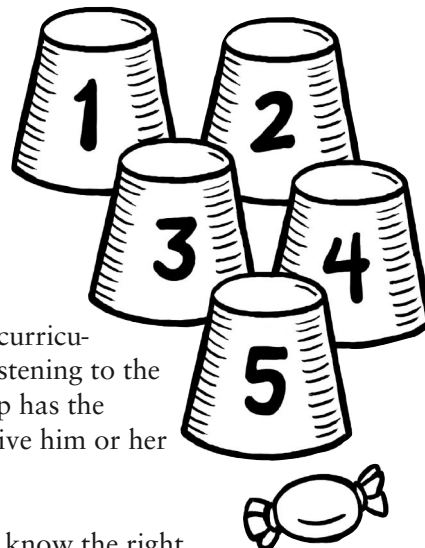 1
2
3
4
5
curricu-
stening to the
p has the
ive him or her
know the right